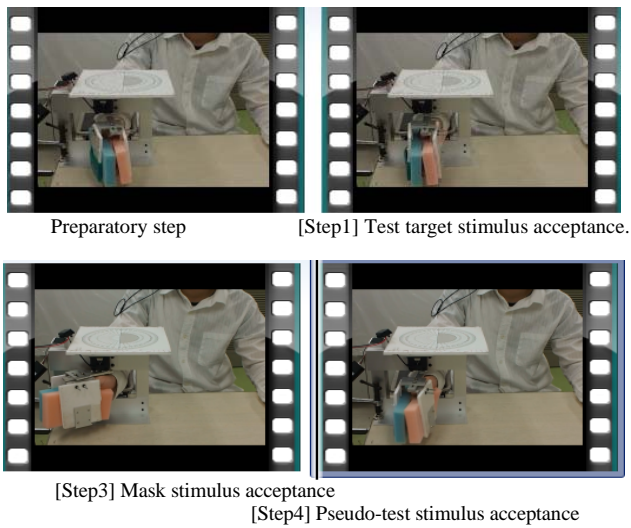 Preparatory step
[Step1] Test target stimulus acceptance.
[Step3] Mask stimulus acceptance
[Step4] Pseudo-test stimulus acceptance